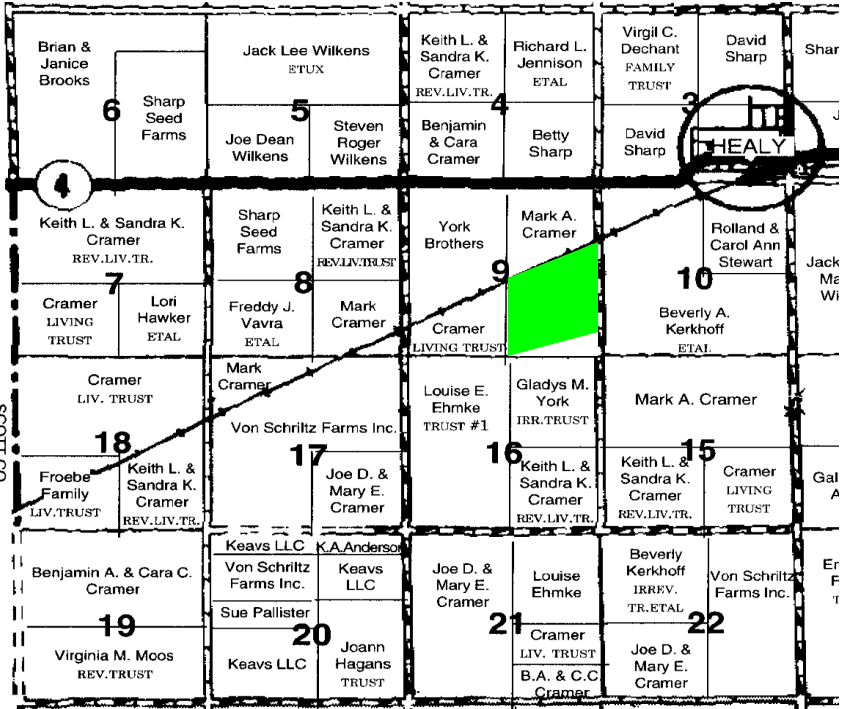 Brian &
Janice
Brooks
6
Sharp
Seed
Farms
Jack Lee Wilkens
ETUX
5
Joe Dean
Wilkens
Steven
Roger
Wilkens
Keith L. &
Sandra K.
Cramer
REV.LIV.TR.
Richard L.
Jennison
ETAL
4
Benjamin
& Cara
Cramer
Betty
Sharp
Virgil C.
Dechant
FAMILY
TRUST
David
Sharp
3
David
Sharp
HEALY
Shar
4
Keith L. & Sandra K.
Cramer
REV.LIV.TR.
7
Cramer
LIVING
TRUST
Lori
Hawker
ETAL
Sharp
Seed
Farms
Keith L. &
Sandra K.
Cramer
REV.LIV.TRUST
8
Freddy J.
Vavra
ETAL
Mark
Cramer
York
Brothers
Mark A.
Cramer
9
Cramer
LIVING TRUST
Rolland &
Carol Ann
Stewart
10
Beverly A.
Kerkhoff
ETAL
Jack
Ma
Wi
Cramer
LIV. TRUST
18
Froebe
Family
LIV.TRUST
Keith L. &
Sandra K.
Cramer
REV.LIV.TR.
Mark
Cramer
Von Schriltz Farms Inc.
17
Joe D. &
Mary E.
Cramer
Louise E.
Ehmke
TRUST #1
Gladys M.
York
IRR.TRUST
16
Keith L. &
Sandra K.
Cramer
REV.LIV.TR.
Mark A. Cramer
15
Keith L. &
Sandra K.
Cramer
REV.LIV.TR.
Cramer
LIVING
TRUST
Gal
A
Benjamin A. & Cara C.
Cramer
19
Virginia M. Moos
REV.TRUST
Keavs LLC
K.A.Anderson
Von Schriltz
Farms Inc.
Keavs
LLC
Sue Pallister
20
Keavs LLC
Joann
Hagans
TRUST
Joe D. &
Mary E.
Cramer
Louise
Ehmke
21
Cramer
LIV. TRUST
B.A. & C.C.
Cramer
Beverly
Kerkhoff
IRREV.
TR.ETAL
Von Schriltz
Farms Inc.
22
Joe D. &
Mary E.
Cramer
Er
F
T